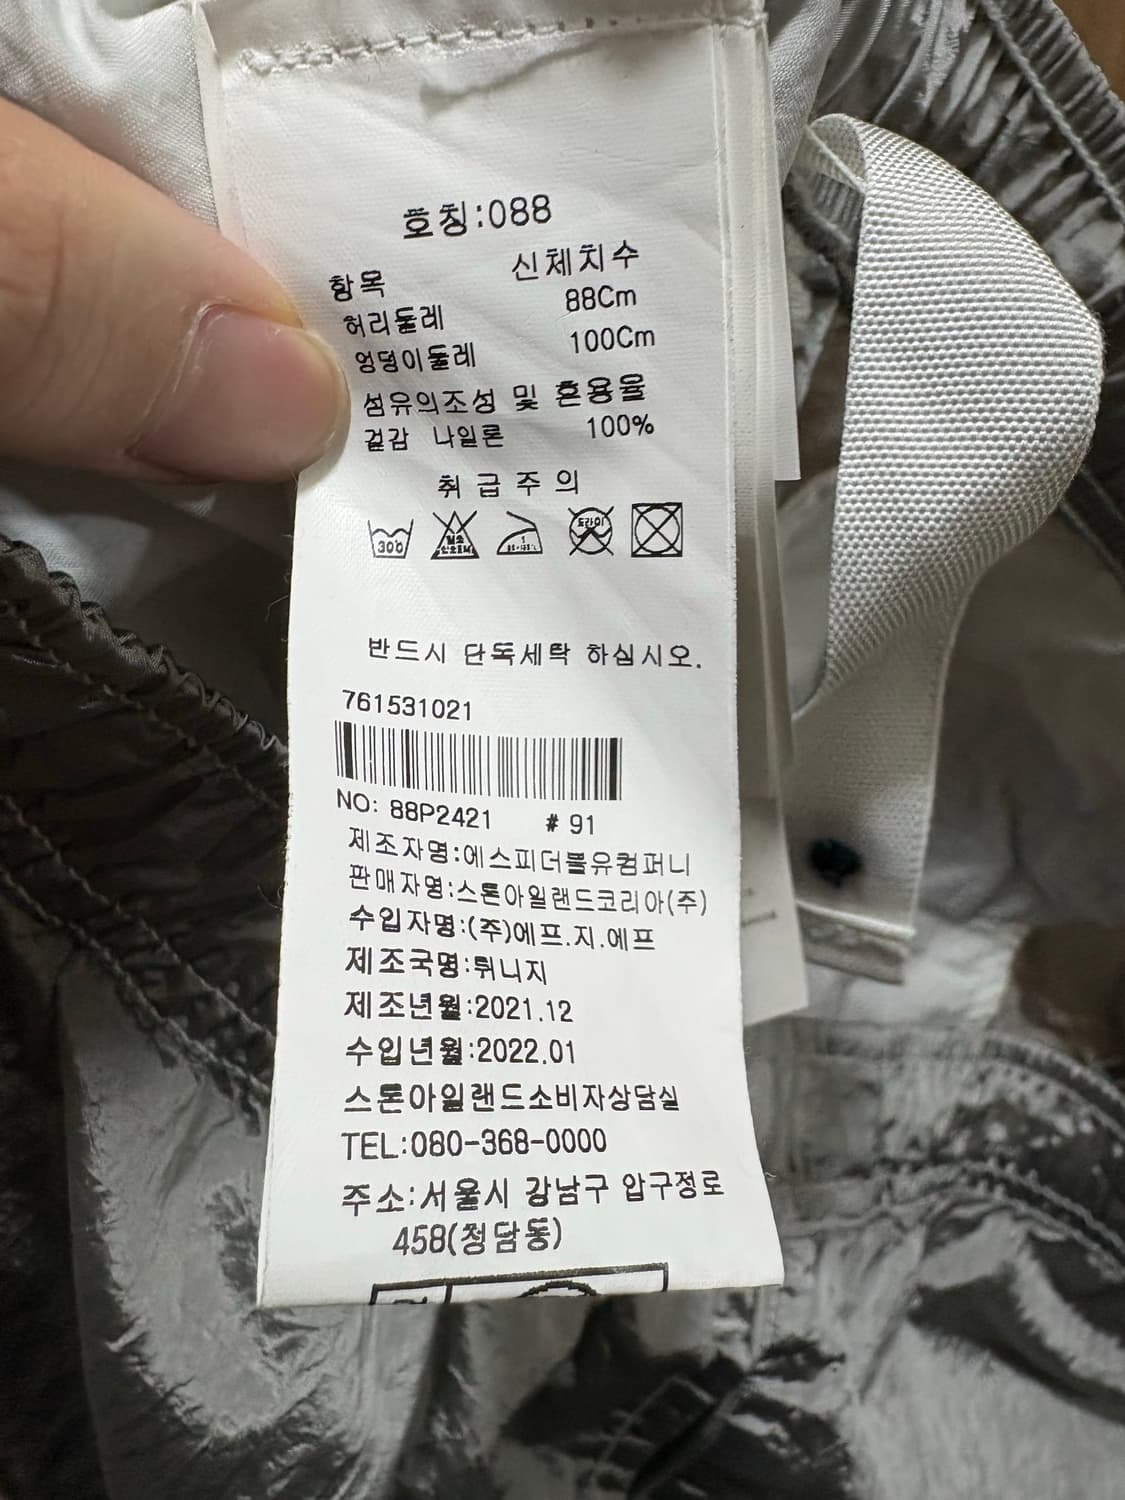 호칭:088
항목 신체치수
허리둘레 88Cm
엉덩이둘레 100Cm
섬유의조성 및 혼용율
겉감 나일론 100%
취급주의
30℃
드라이
반드시 단독세탁 하십시오.
761531021
NO: 88P2421 # 91
제조자명:에스피더블유컴퍼니
판매자명:스톤아일랜드코리아(주)
수입자명:(주)에프.지.에프
제조국명:튀니지
제조년월:2021.12
수입년월:2022.01
스톤아일랜드소비자상담실
TEL:080-368-0000
주소:서울시 강남구 압구정로
458(청담동)